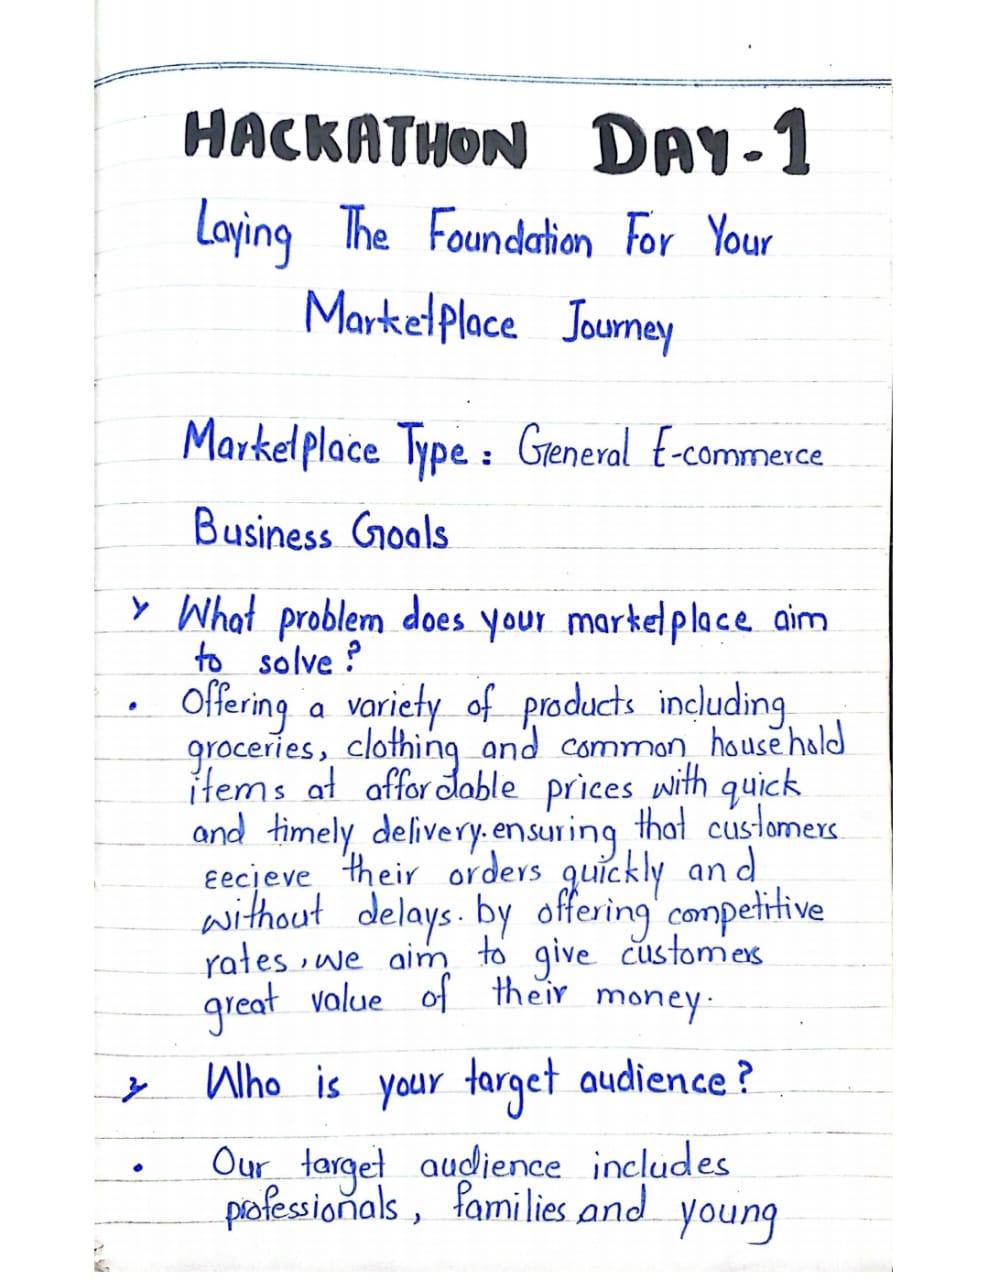 HACKATHON DAY-1
Laying The Foundation For Your
Marketplace Journey
Marketplace Type : General E-commerce
Business Goals
> What problem does your marketplace aim
to solve?
• Offering a variety of products including
groceries, clothing and common household
items at affordable prices with quick
and timely delivery. ensuring that customers
eecieve their orders quickly and
without delays. by offering competitive
rates, we aim to give customers
great value of their money.
> Who is your target audience?
• Our target audience includes
professionals, families and young